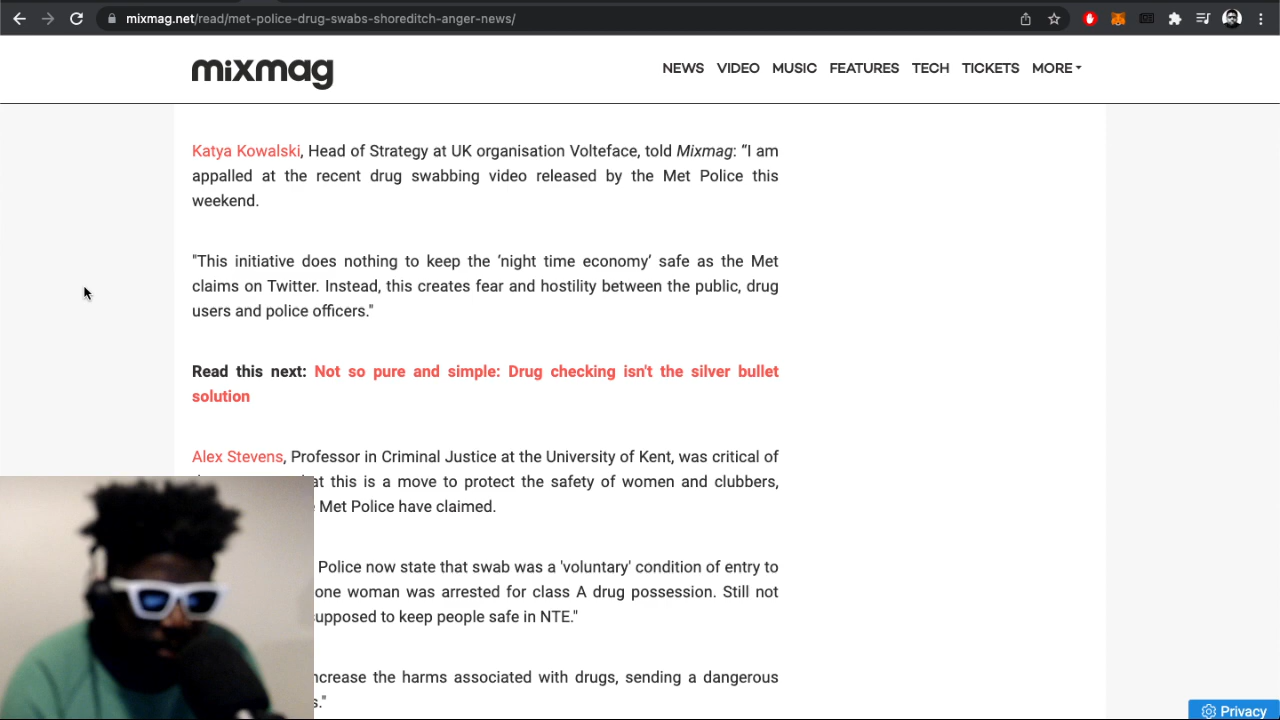 mixmag.net/read/met-police-drug-swabs-shoreditch-anger-news/
mixmag
NEWS VIDEO MUSIC FEATURES TECH TICKETS MORE
Katya Kowalski, Head of Strategy at UK organisation Volteface, told Mixmag: “I am
appalled at the recent drug swabbing video released by the Met Police this
weekend.
"This initiative does nothing to keep the ‘night time economy’ safe as the Met
claims on Twitter. Instead, this creates fear and hostility between the public, drug
users and police officers."
Read this next: Not so pure and simple: Drug checking isn't the silver bullet
solution
Alex Stevens, Professor in Criminal Justice at the University of Kent, was critical of
this is a move to protect the safety of women and clubbers,
Met Police have claimed.
Police now state that swab was a 'voluntary' condition of entry to
one woman was arrested for class A drug possession. Still not
supposed to keep people safe in NTE."
increase the harms associated with drugs, sending a dangerous
Privacy